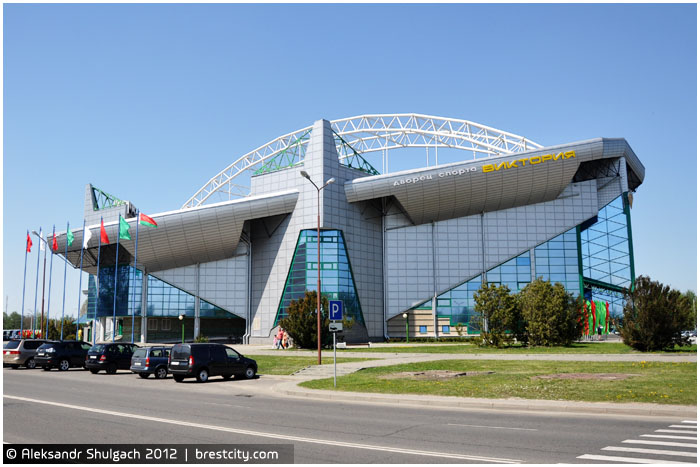 Дворец спорта ВИКТОРИЯ
P
© Aleksandr Shulgach 2012 | brestcity.com